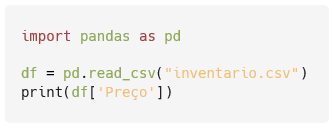 import pandas as pd
df = pd.read_csv("inventario.csv")
print(df['Preço'])